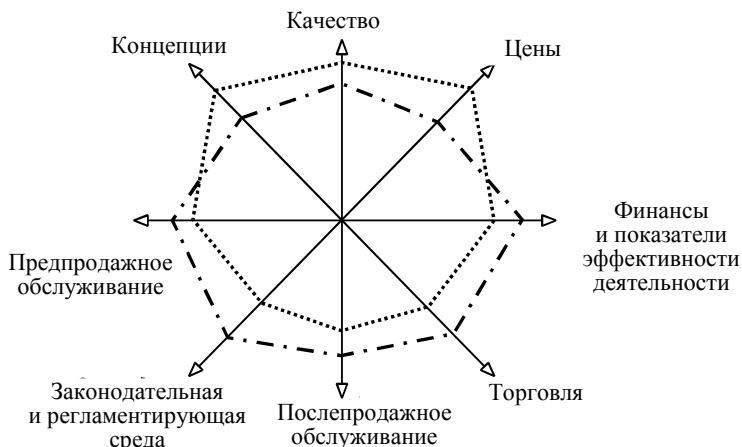 Качество
Концепции
Цены
Финансы
и показатели
эффективности
деятельности
Предпродажное
обслуживание
Торговля
Законодательная
и регламентирующая
среда
Послепродажное
обслуживание